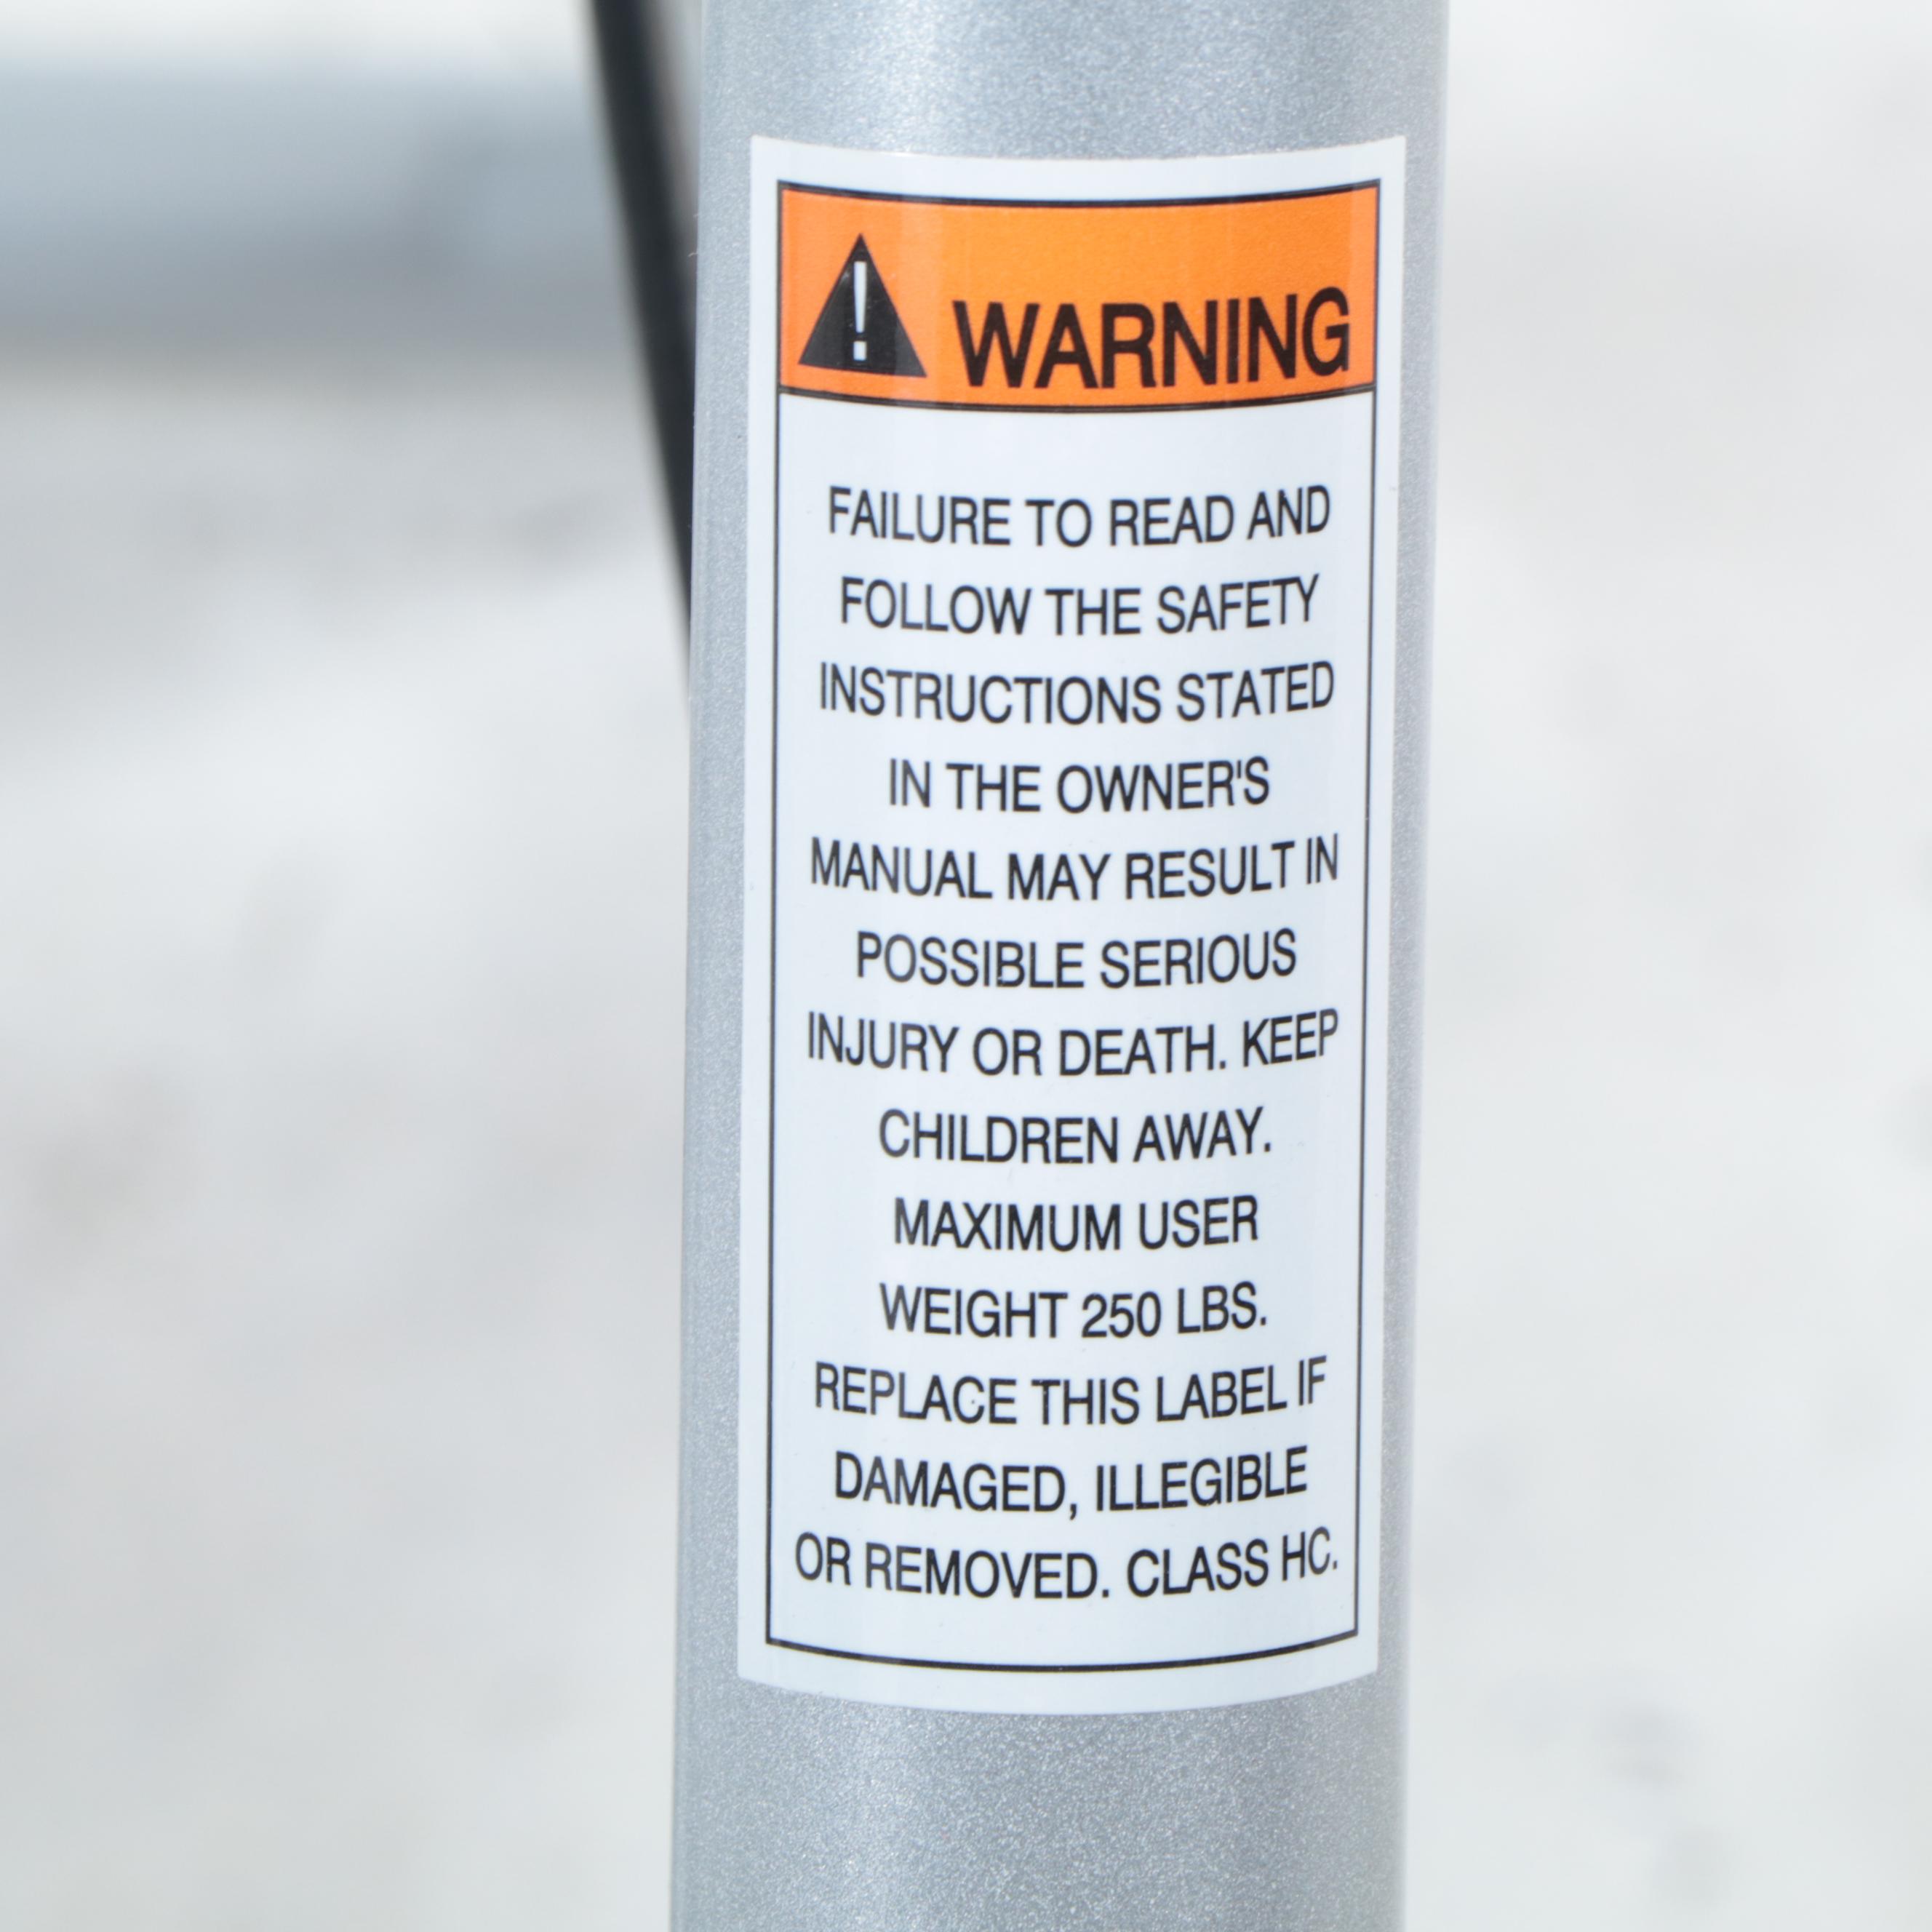 WARNING
FAILURE TO READ AND
FOLLOW THE SAFETY
INSTRUCTIONS STATED
IN THE OWNER'S
MANUAL MAY RESULT IN
POSSIBLE SERIOUS
INJURY OR DEATH. KEEP
CHILDREN AWAY.
MAXIMUM USER
WEIGHT 250 LBS.
REPLACE THIS LABEL IF
DAMAGED, ILLEGIBLE
OR REMOVED. CLASS HC.